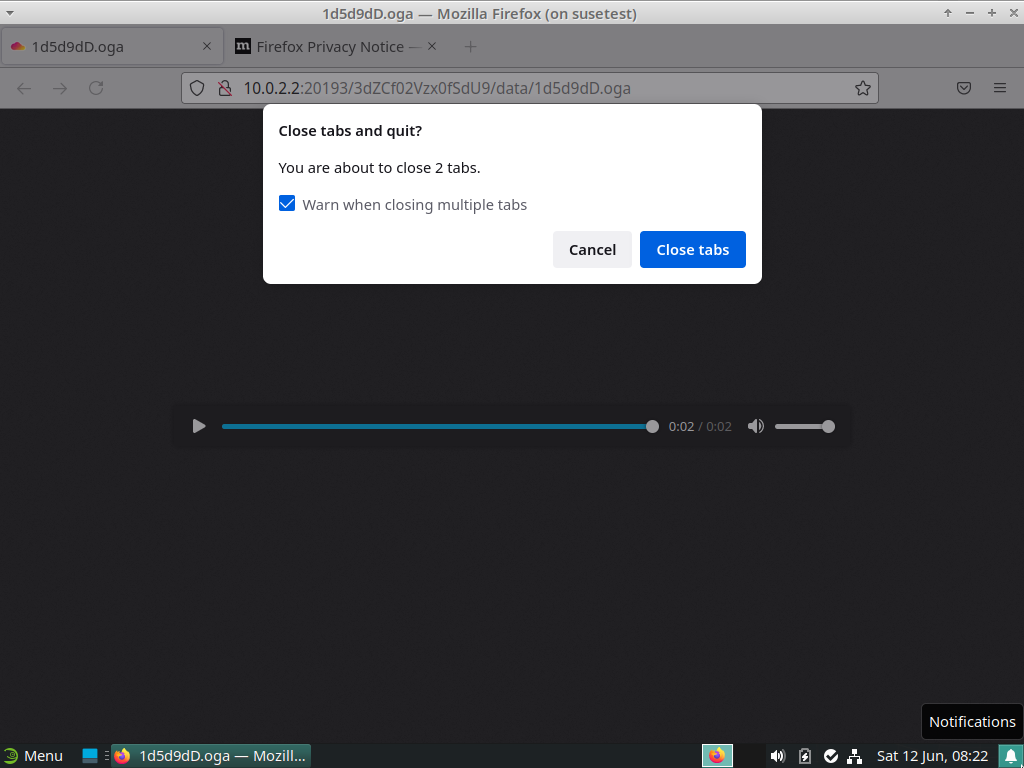 1d5d9dD.oga — Mozilla Firefox (on susetest)
1d5d9dD.oga
Firefox Privacy Notice —
10.0.2.2:20193/3dZCf02Vzx0fSdU9/data/1d5d9dD.oga
Close tabs and quit?
You are about to close 2 tabs.
Warn when closing multiple tabs
Cancel
Close tabs
0:02 / 0:02
Notifications
Menu
1d5d9dD.oga — Mozill...
Sat 12 Jun, 08:22